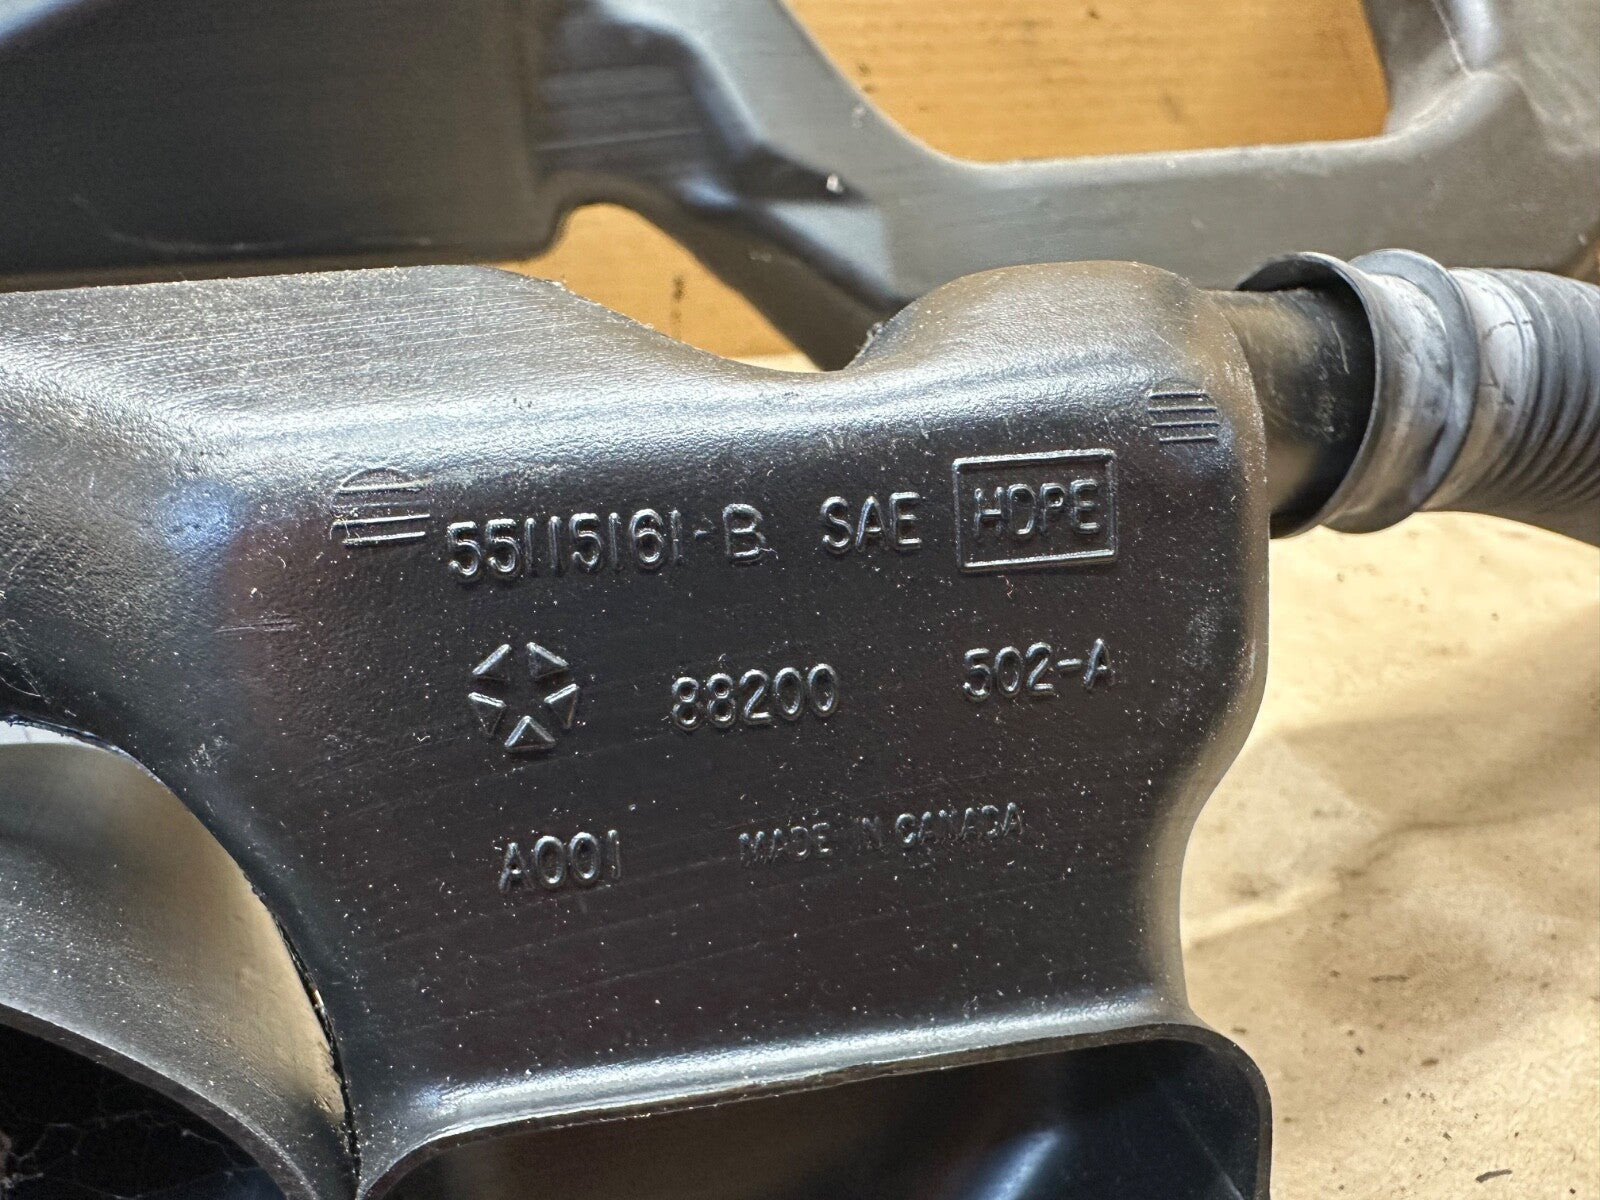 55115161-B SAE HDPE
88200 502-A
A001 MADE IN CANADA